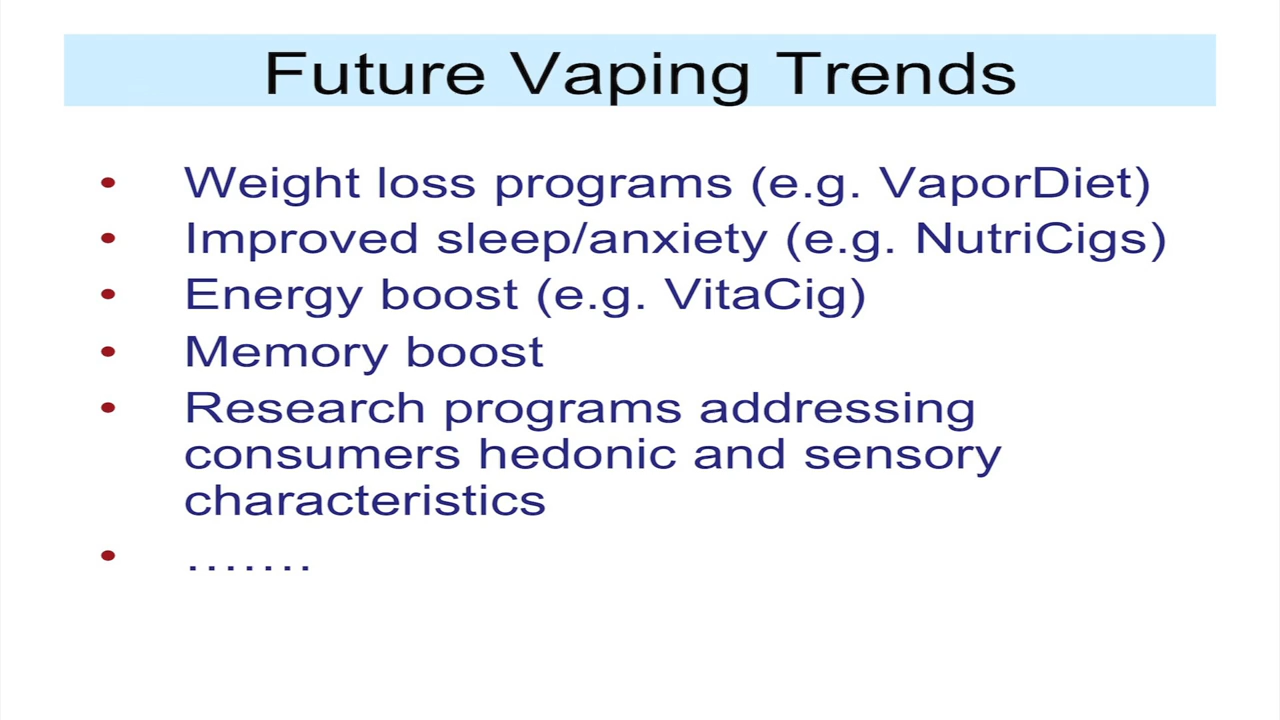 Future Vaping Trends
• Weight loss programs (e.g. VaporDiet)
• Improved sleep/anxiety (e.g. NutriCigs)
• Energy boost (e.g. VitaCig)
• Memory boost
• Research programs addressing
consumers hedonic and sensory
characteristics
• .......